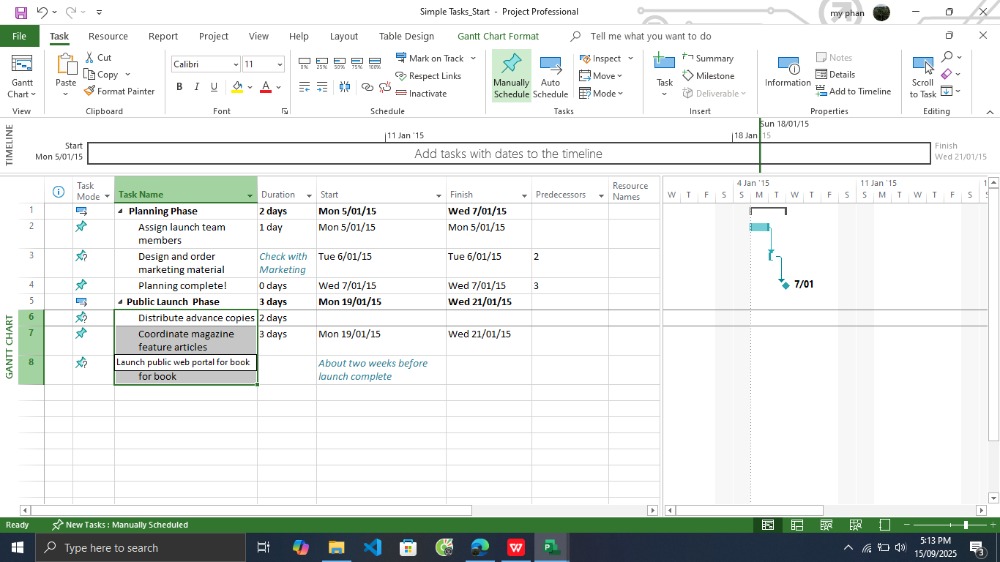 Simple Tasks_Start - Project Professional
my phan
File Task Resource Report Project View Help Layout Table Design Gantt Chart Format Tell me what you want to do
Gantt Chart
View
Paste
Cut
Copy
Format Painter
Clipboard
Calibri 11
B I U A
Font
0% 25% 50% 75% 100%
Mark on Track
Respect Links
Inactivate
Schedule
Manually Schedule
Auto Schedule
Inspect
Move
Mode
Tasks
Task
Summary
Milestone
Deliverable
Insert
Information
Notes
Details
Add to Timeline
Properties
Scroll to Task
Editing
TIMELINE
Sun 18/01/15
11 Jan '15 18 Jan '15
Start
Mon 5/01/15
Add tasks with dates to the timeline
Finish
Wed 21/01/15
GANTT CHART
Task Mode Task Name Duration Start Finish Predecessors Resource Names
4 Jan '15 11 Jan '15 1
W T F S S M T W T F S S M T W T F S S
1 Planning Phase 2 days Mon 5/01/15 Wed 7/01/15
2 Assign launch team members 1 day Mon 5/01/15 Mon 5/01/15
3 Design and order marketing material Check with Marketing Tue 6/01/15 Tue 6/01/15 2
4 Planning complete! 0 days Wed 7/01/15 Wed 7/01/15 3
7/01
5 Public Launch Phase 3 days Mon 19/01/15 Wed 21/01/15
6 Distribute advance copies 2 days
7 Coordinate magazine feature articles 3 days Mon 19/01/15 Wed 21/01/15
8 Launch public web portal for book
for book
About two weeks before launch complete
Ready New Tasks : Manually Scheduled
Type here to search
5:13 PM
15/09/2025
3